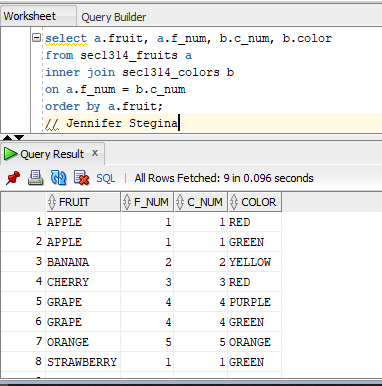 Worksheet Query Builder
select a.fruit, a.f_num, b.c_num, b.color
from sec1314_fruits a
inner join sec1314_colors b
on a.f_num = b.c_num
order by a.fruit;
// Jennifer Stegina
Query Result x
SQL | All Rows Fetched: 9 in 0.096 seconds
FRUIT F_NUM C_NUM COLOR
1 APPLE 1 1 RED
2 APPLE 1 1 GREEN
3 BANANA 2 2 YELLOW
4 CHERRY 3 3 RED
5 GRAPE 4 4 PURPLE
6 GRAPE 4 4 GREEN
7 ORANGE 5 5 ORANGE
8 STRAWBERRY 1 1 GREEN